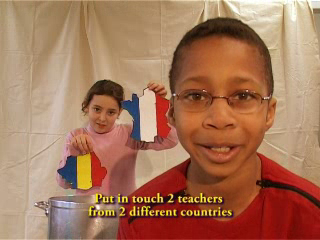 Put in touch 2 teachers
from 2 different countries